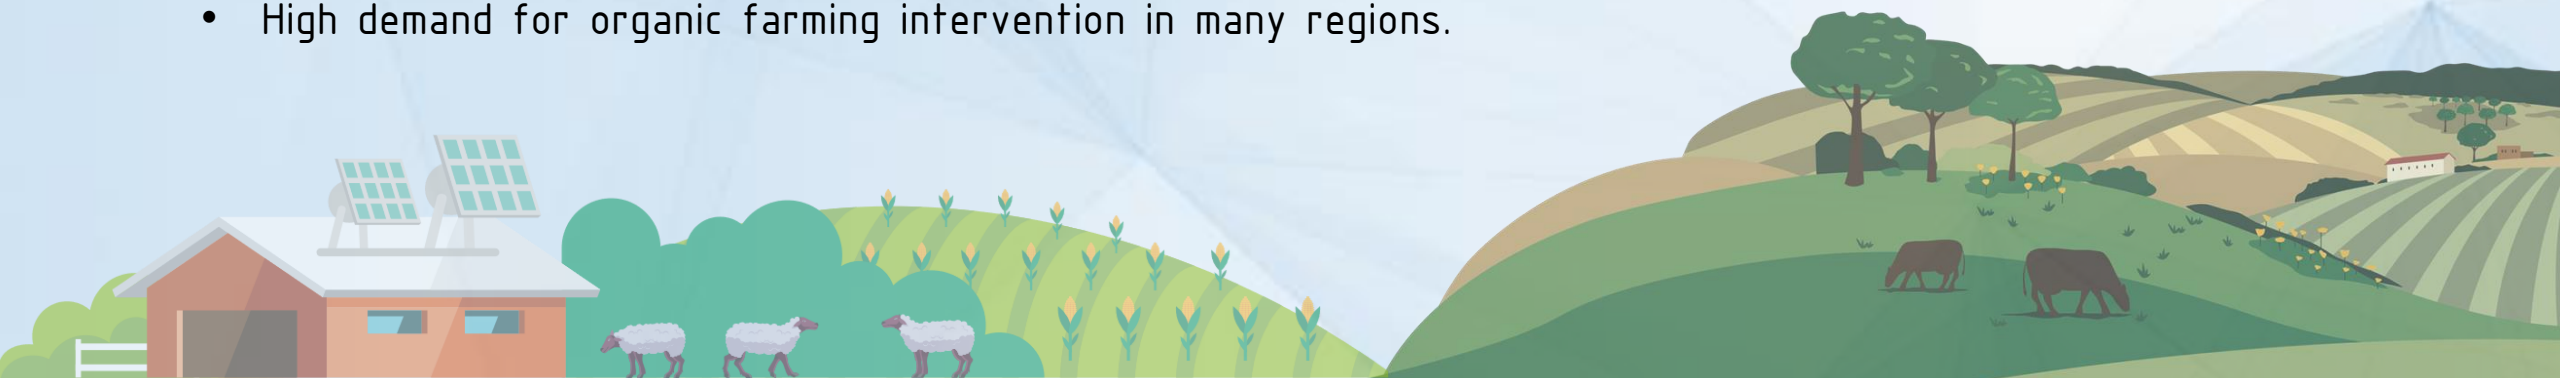 • High demand for organic farming intervention in many regions.